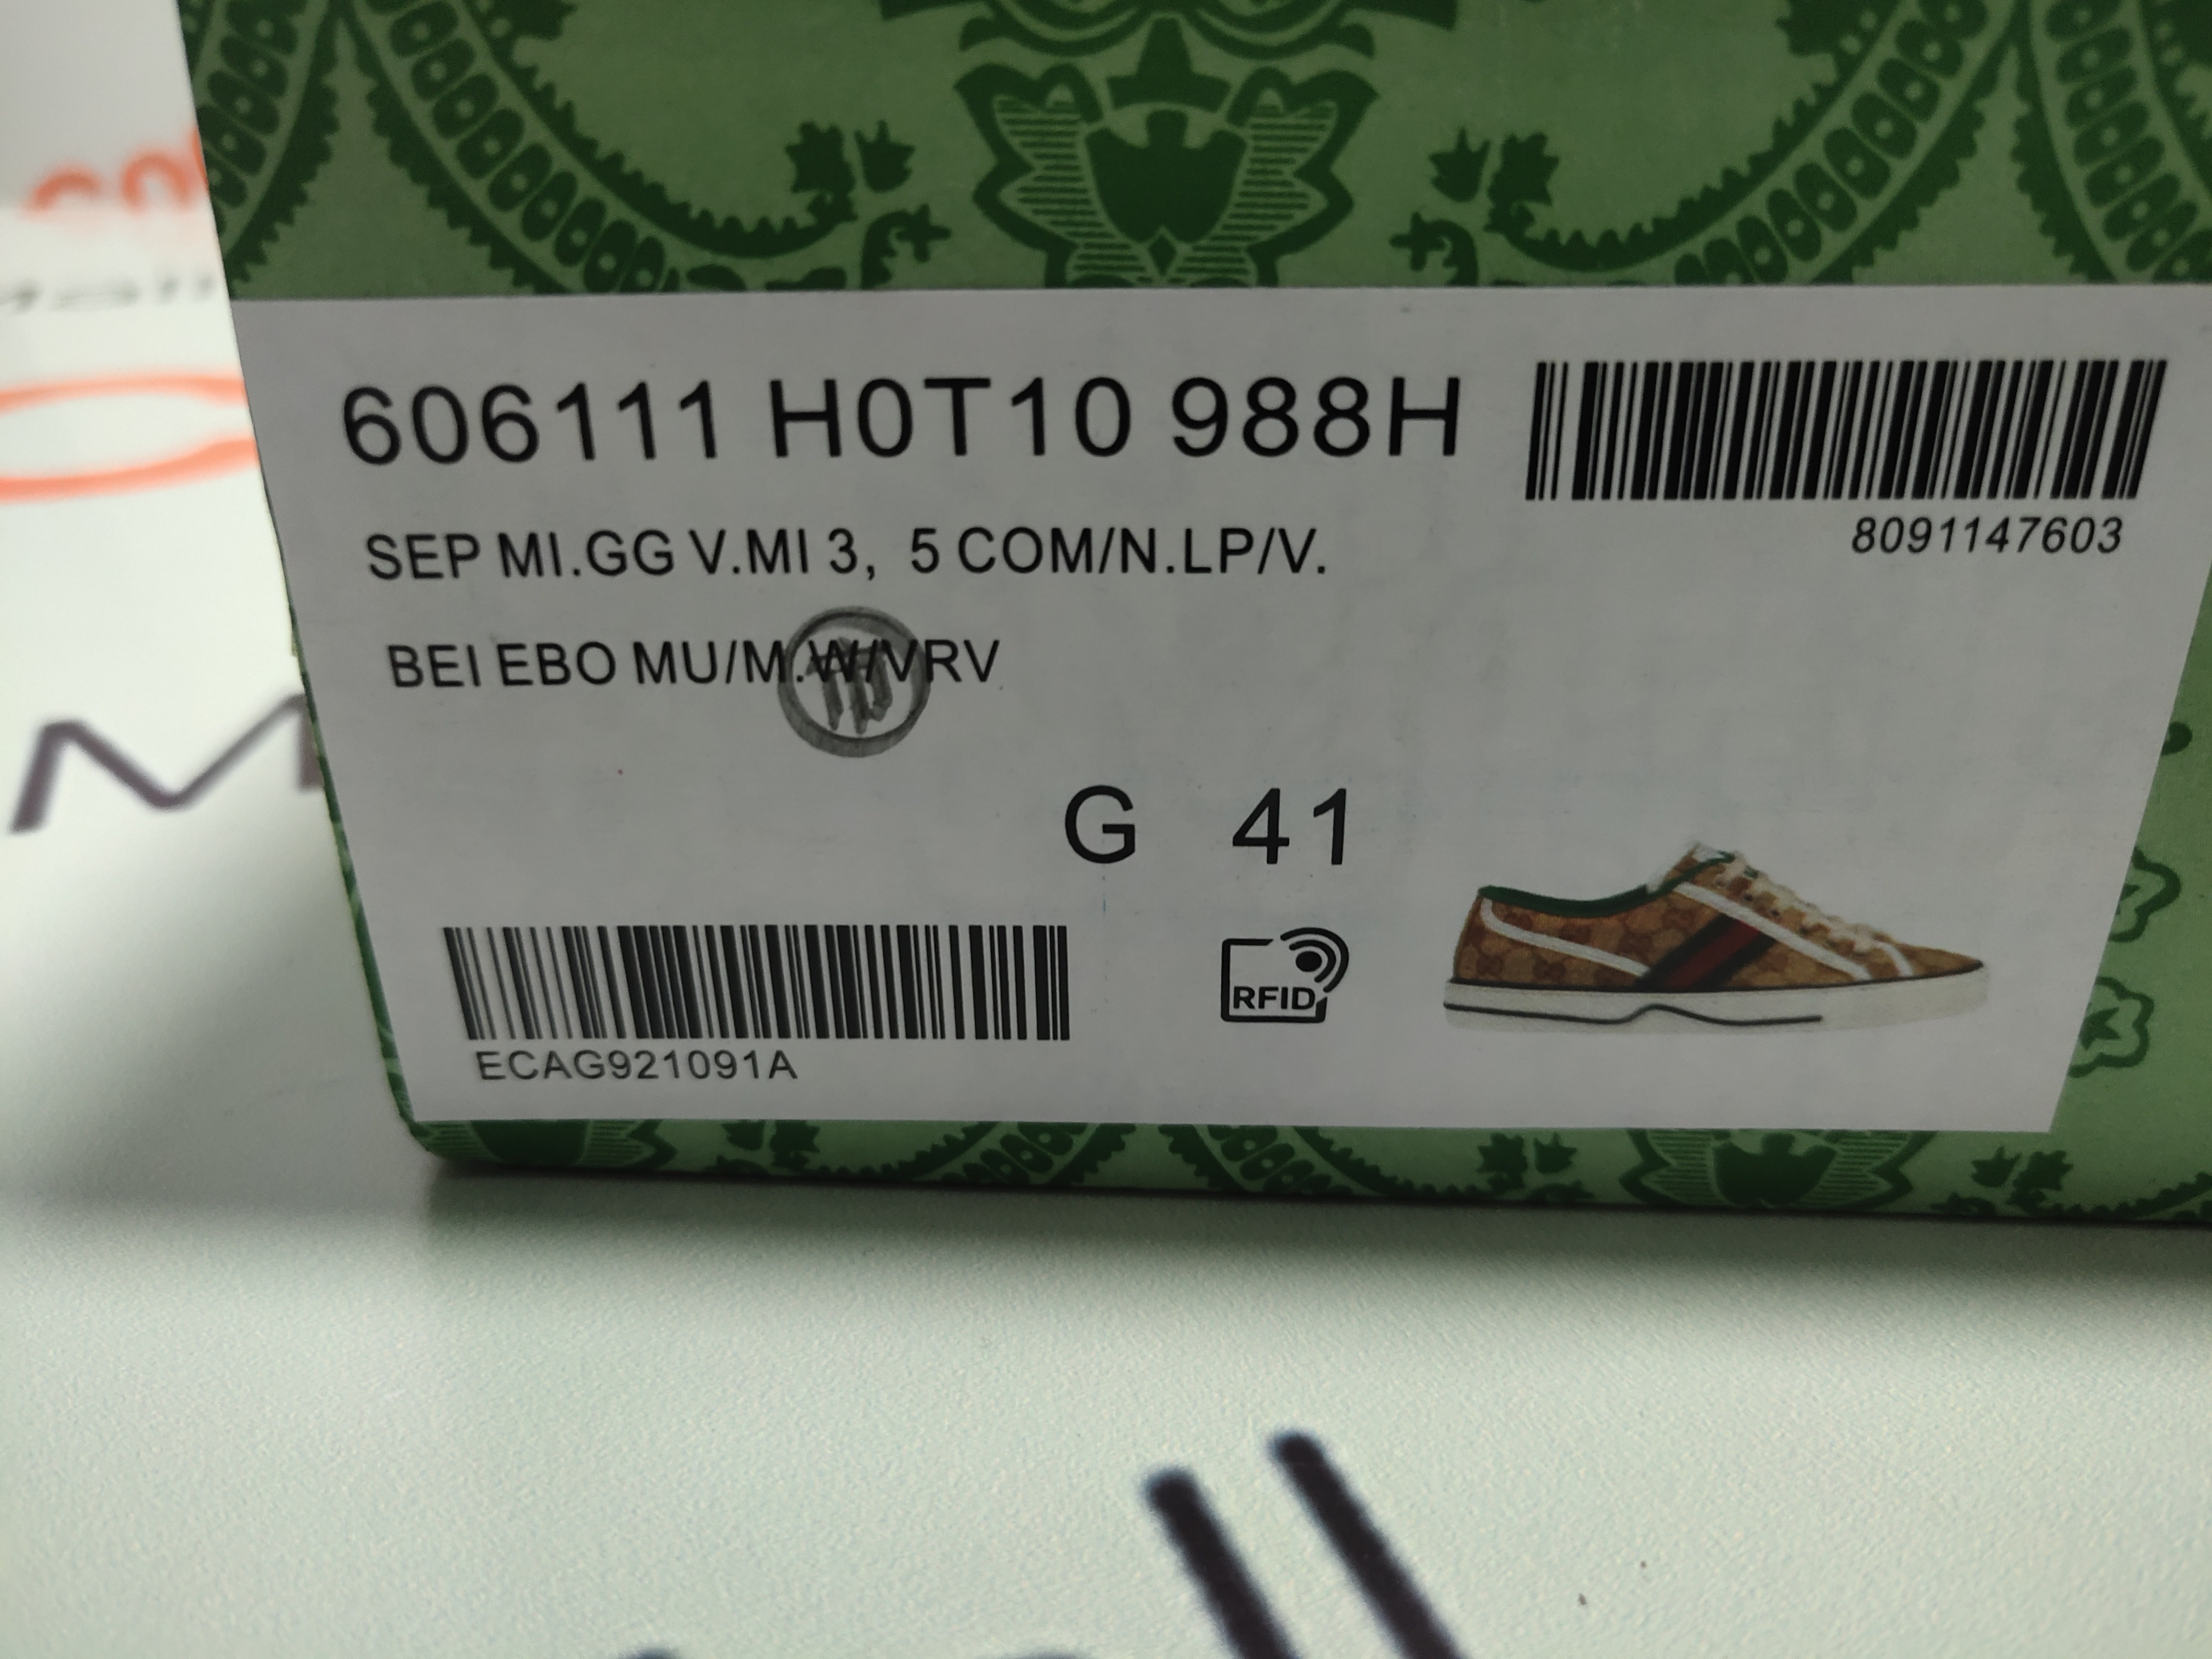 606111 H0T10 988H
8091147603
SEP MI.GG V.MI 3, 5 COM/N.LP/V.
BEI EBO MU/M.W/VRV
G 41
RFID
ECAG921091A